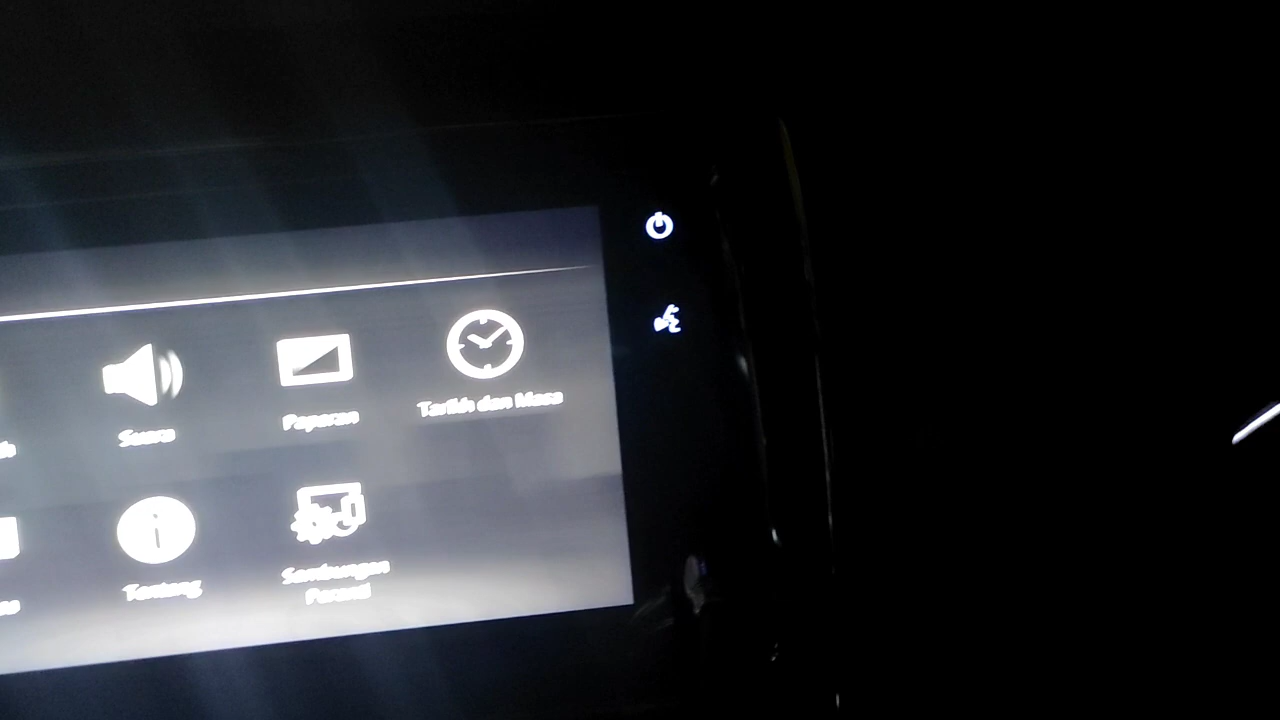 Suara
Paparan
Tarikh dan Masa
Tentang
Sambungan
Peranti